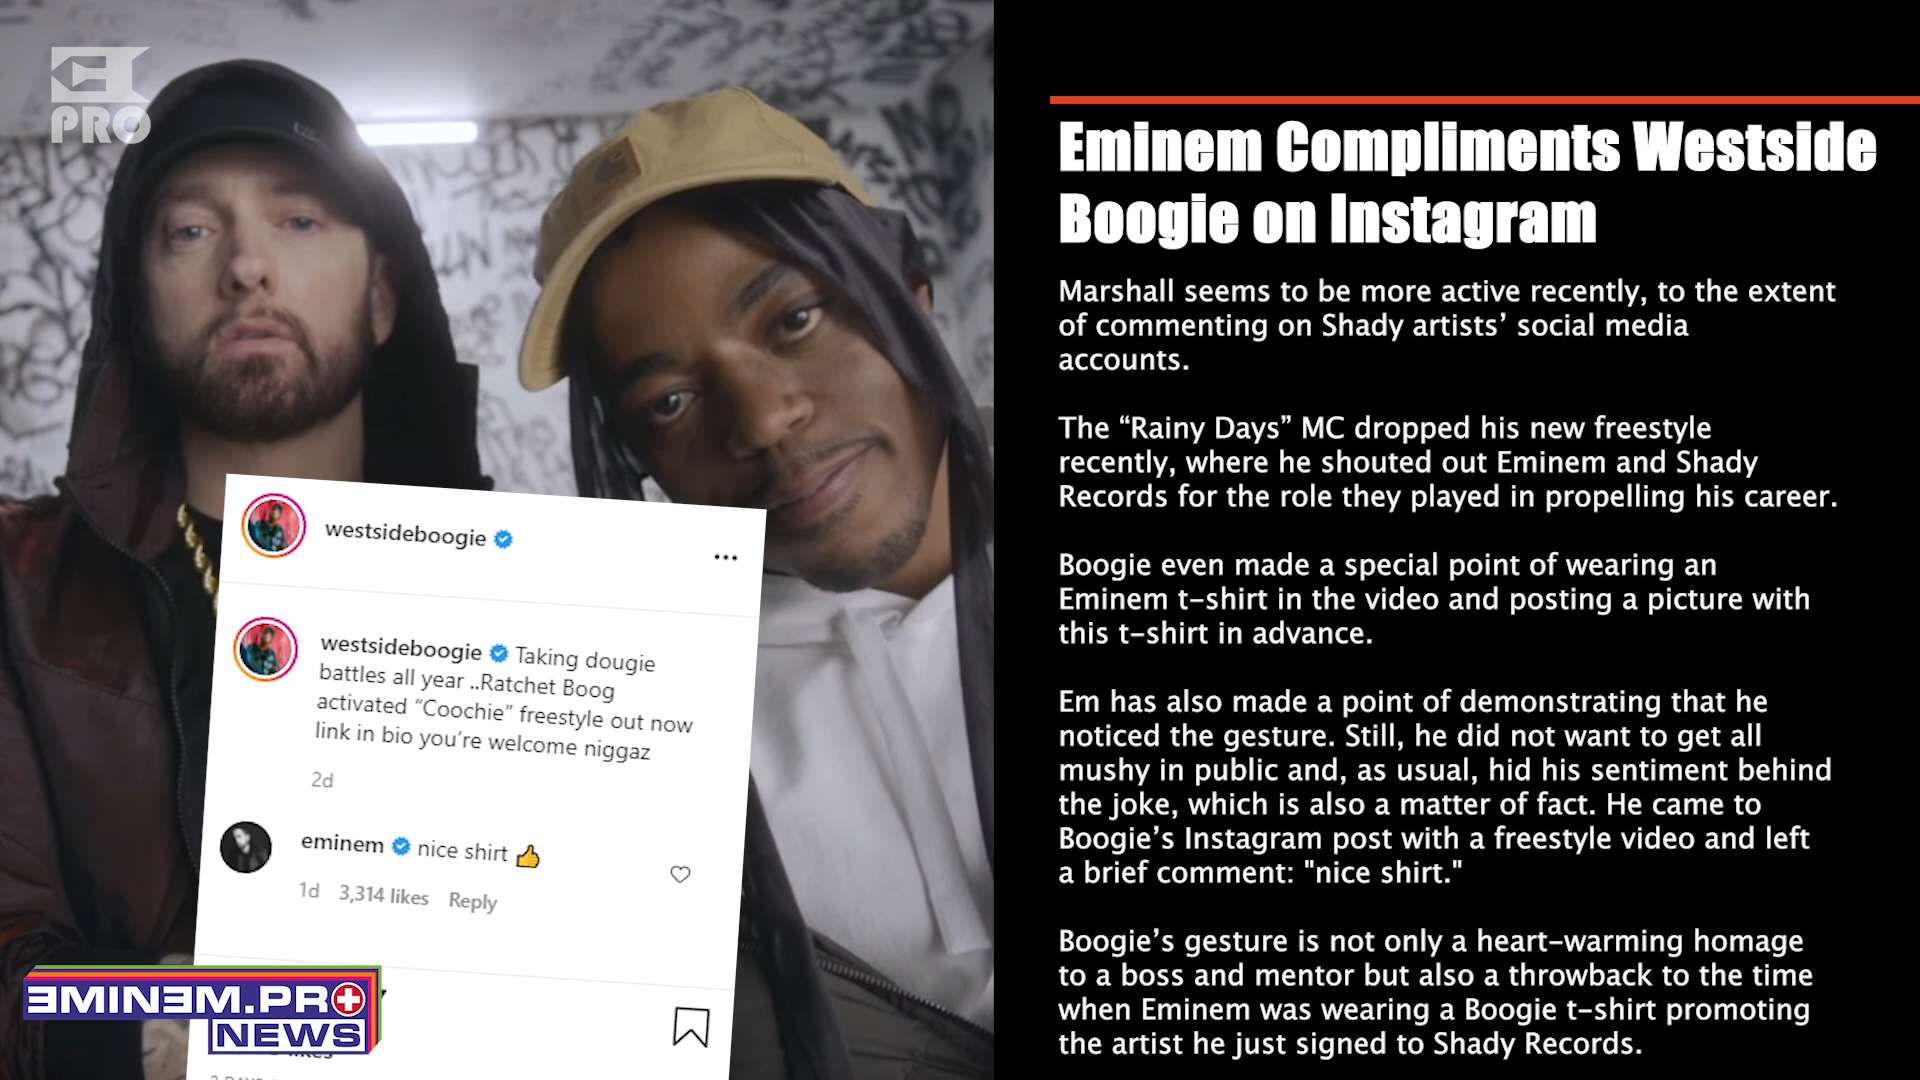 PRO
Eminem Compliments Westside
Boogie on Instagram
Marshall seems to be more active recently, to the extent
of commenting on Shady artists’ social media
accounts.
The “Rainy Days” MC dropped his new freestyle
recently, where he shouted out Eminem and Shady
Records for the role they played in propelling his career.
Boogie even made a special point of wearing an
Eminem t-shirt in the video and posting a picture with
this t-shirt in advance.
Em has also made a point of demonstrating that he
noticed the gesture. Still, he did not want to get all
mushy in public and, as usual, hid his sentiment behind
the joke, which is also a matter of fact. He came to
Boogie’s Instagram post with a freestyle video and left
a brief comment: "nice shirt."
Boogie’s gesture is not only a heart-warming homage
to a boss and mentor but also a throwback to the time
when Eminem was wearing a Boogie t-shirt promoting
the artist he just signed to Shady Records.
westsideboogie
westsideboogie Taking dougie
battles all year ..Ratchet Boog
activated “Coochie” freestyle out now
link in bio you’re welcome niggaz
2d
eminem nice shirt 👍
1d 3,314 likes Reply
ƎMINƎM.PRO
NEWS
likes